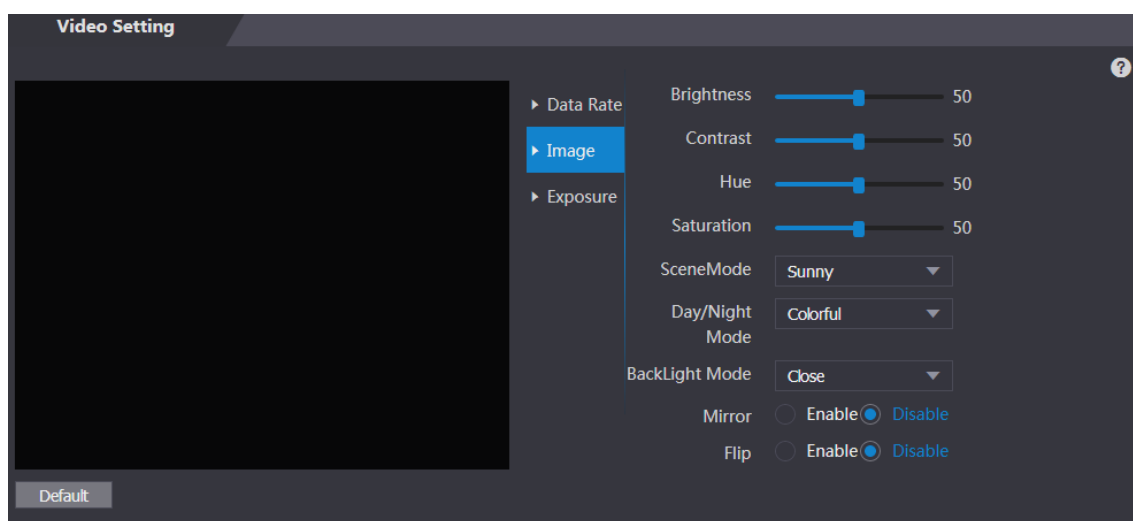 Video Setting
?
Data Rate
Image
Exposure
Brightness 50
Contrast 50
Hue 50
Saturation 50
SceneMode Sunny
Day/Night Colorful
Mode
BackLight Mode Close
Mirror Enable Disable
Flip Enable Disable
Default